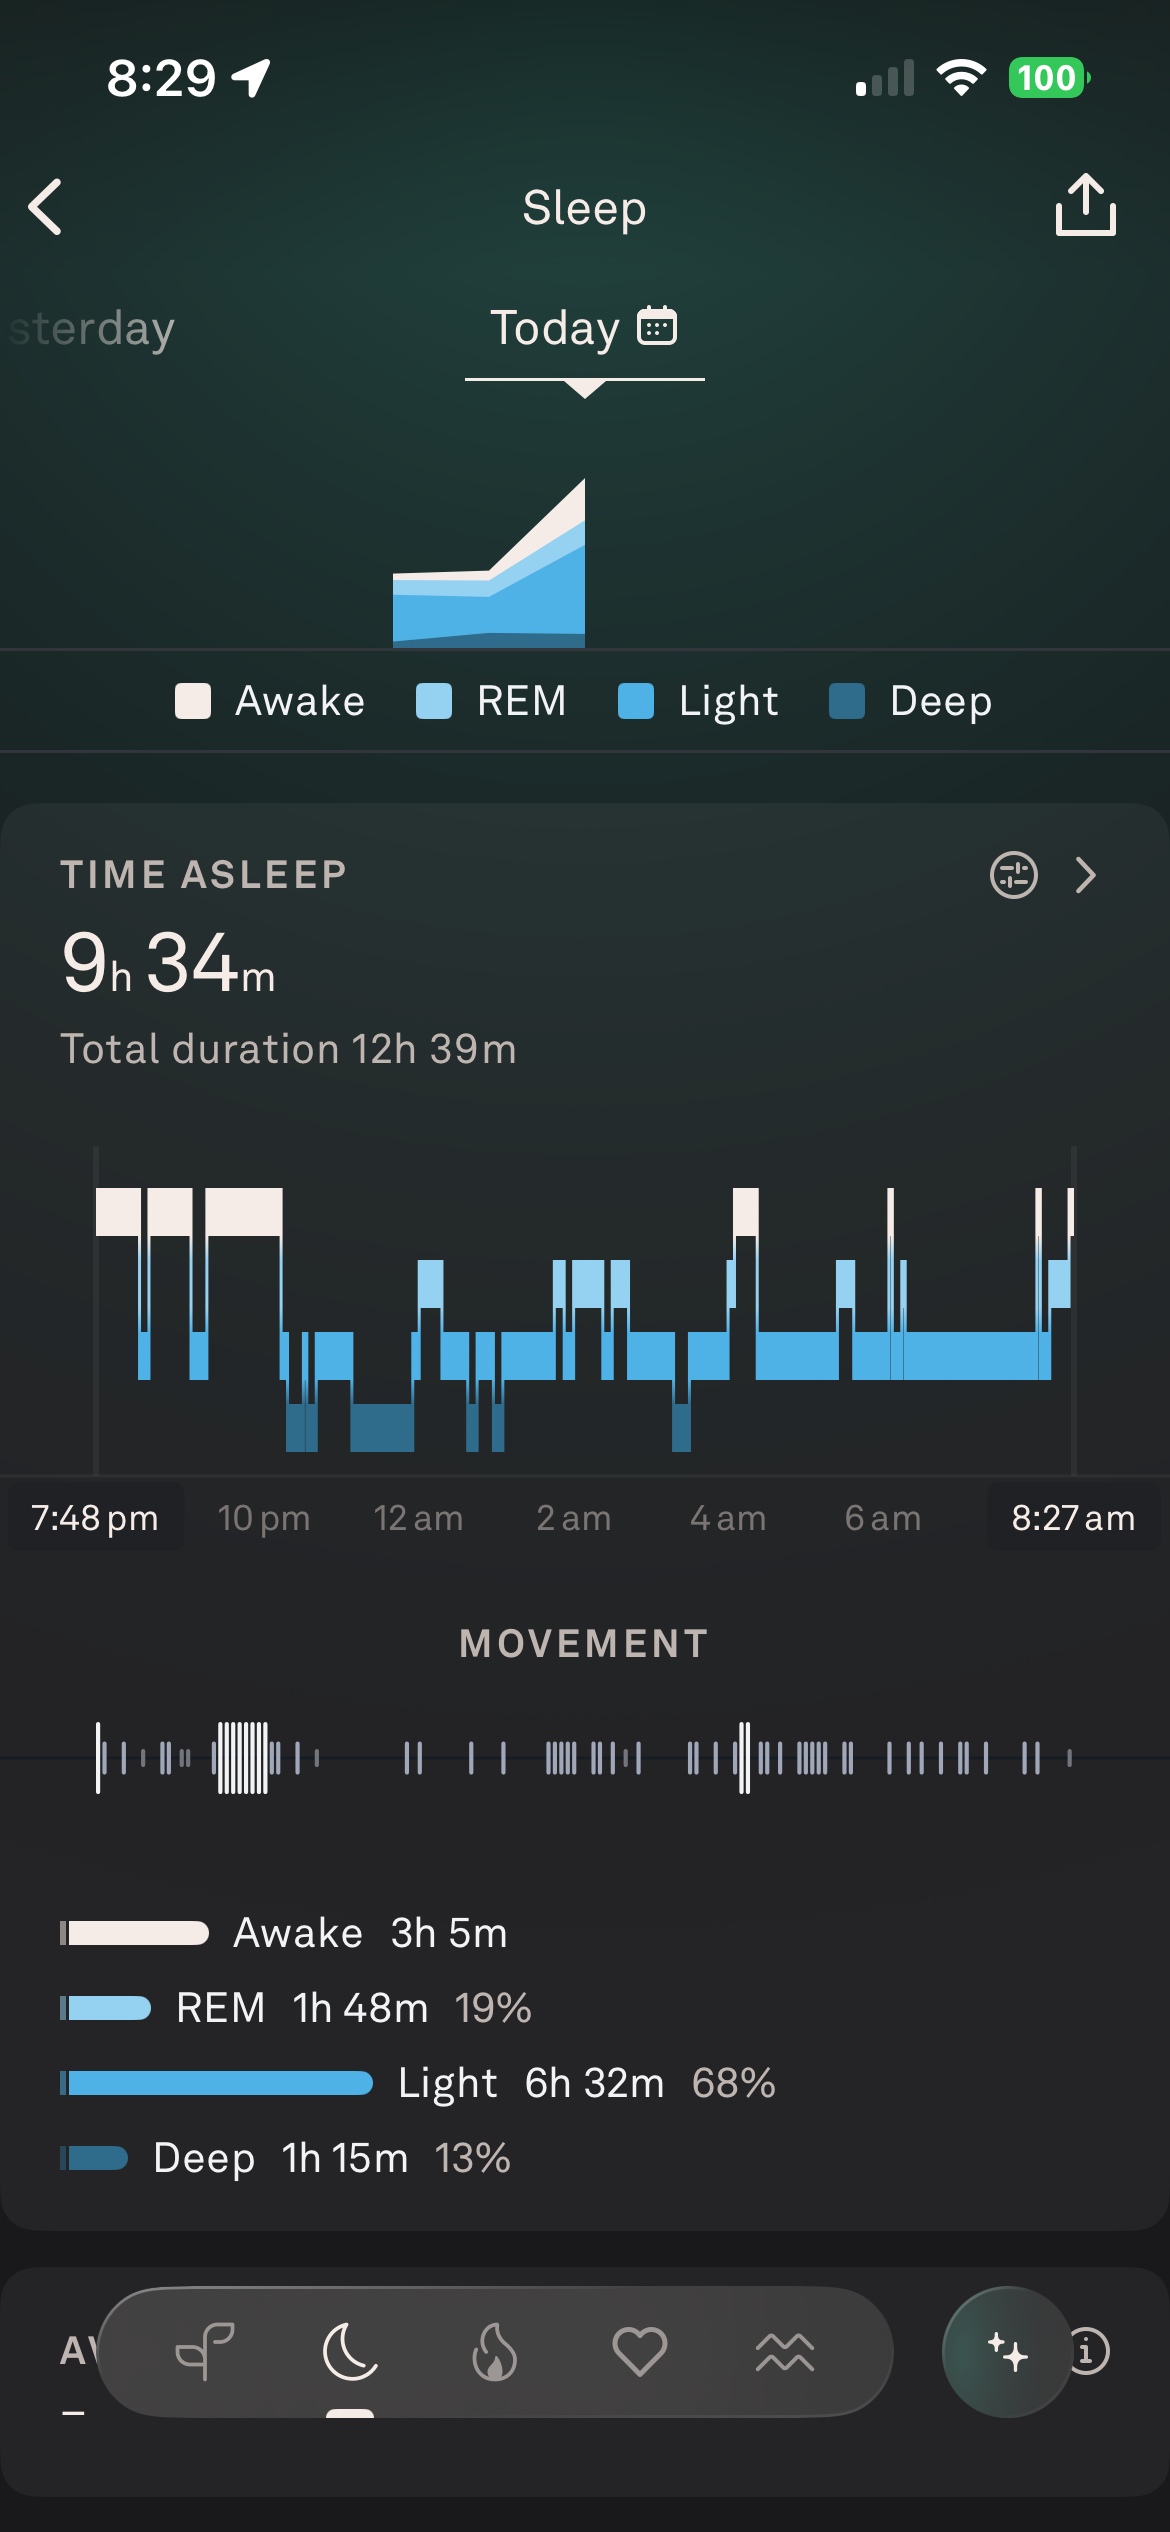 8:29 100
Sleep
sterday Today
Awake REM Light Deep
TIME ASLEEP
9h 34m
Total duration 12h 39m
7:48 pm 10 pm 12 am 2 am 4 am 6 am 8:27 am
MOVEMENT
Awake 3h 5m
REM 1h 48m 19%
Light 6h 32m 68%
Deep 1h 15m 13%